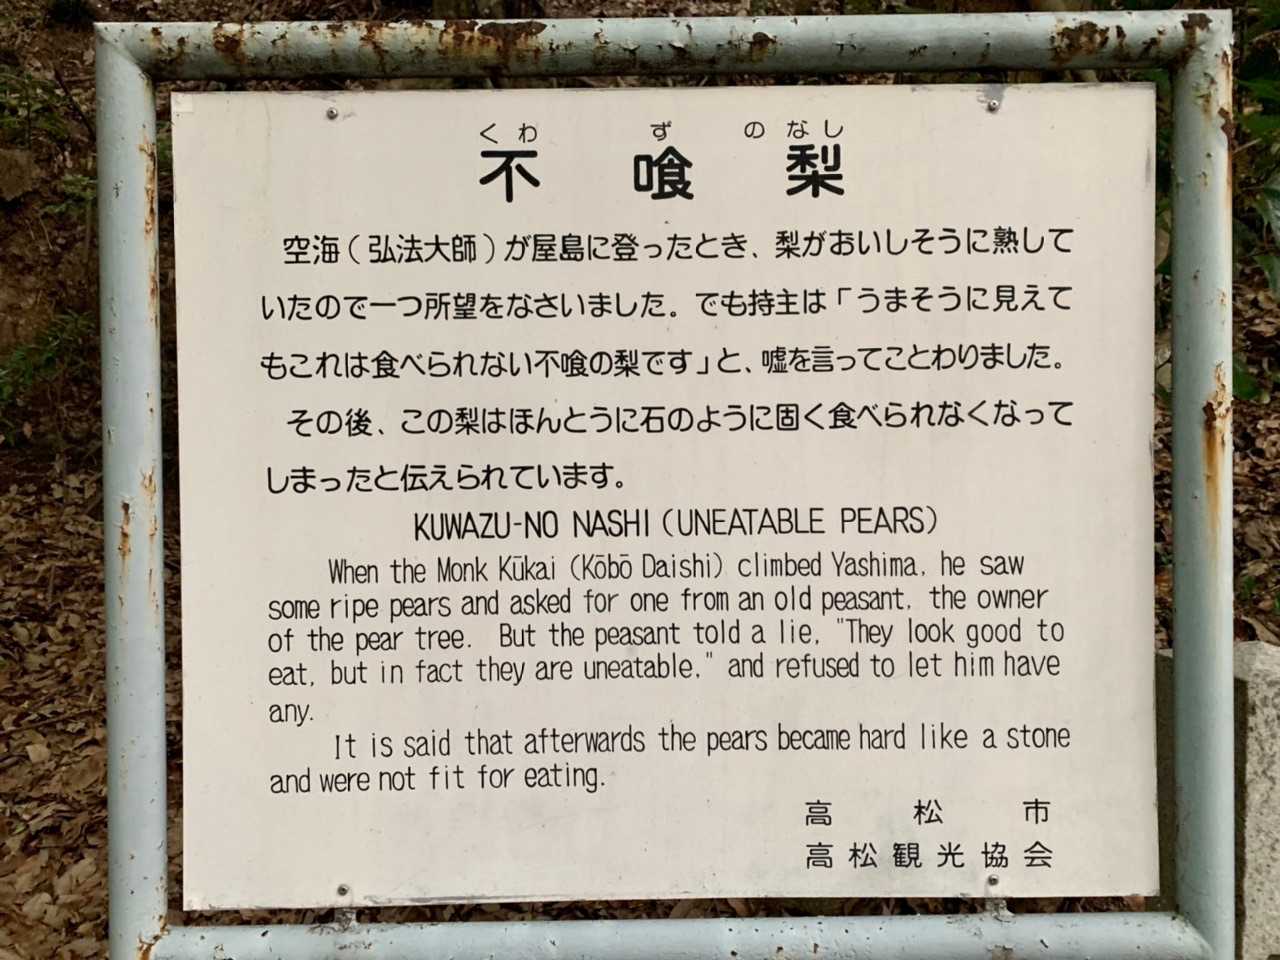 くわ ず のなし
不 喰 梨
空海（弘法大師）が屋島に登ったとき、梨がおいしそうに熟して
いたので一つ所望をなさいました。でも持主は「うまそうに見えて
もこれは食べられない不喰の梨です」と、嘘を言ってことわりました。
その後、この梨はほんとうに石のように固く食べられなくなって
しまったと伝えられています。
KUWAZU-NO NASHI (UNEATABLE PEARS)
When the Monk Kūkai (Kōbō Daishi) climbed Yashima, he saw
some ripe pears and asked for one from an old peasant, the owner
of the pear tree. But the peasant told a lie, "They look good to
eat, but in fact they are uneatable," and refused to let him have
any.
It is said that afterwards the pears became hard like a stone
and were not fit for eating.
高 松 市
高松観光協会